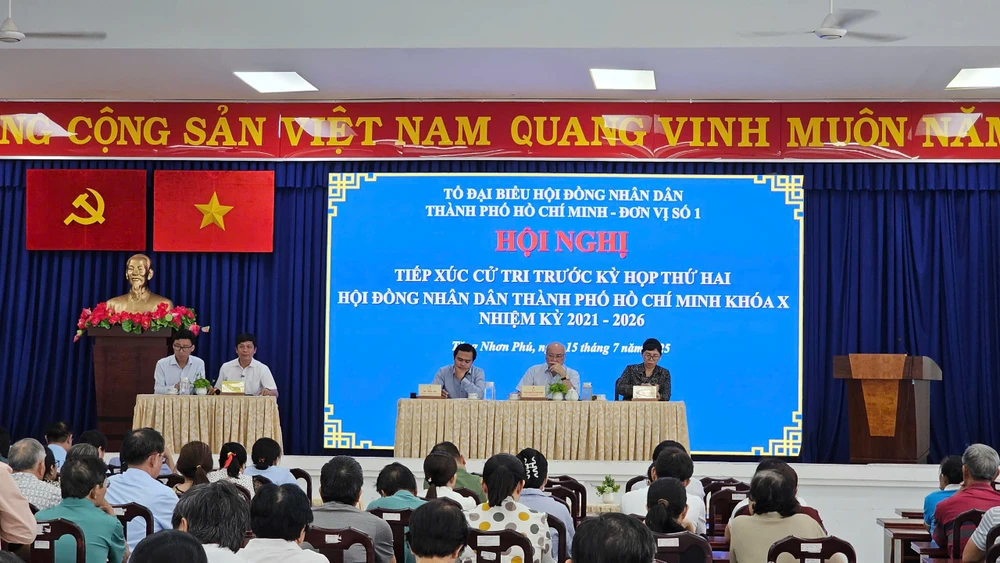 NG CỘNG SẢN VIỆT NAM QUANG VINH MUÔN NĂM
TỔ ĐẠI BIỂU HỘI ĐỒNG NHÂN DÂN
THÀNH PHỐ HỒ CHÍ MINH - ĐƠN VỊ SỐ 1
HỘI NGHỊ
TIẾP XÚC CỬ TRI TRƯỚC KỲ HỌP THỨ HAI
HỘI ĐỒNG NHÂN DÂN THÀNH PHỐ HỒ CHÍ MINH KHÓA X
NHIỆM KỲ 2021 - 2026
Nhơn Phú, 15 tháng 7